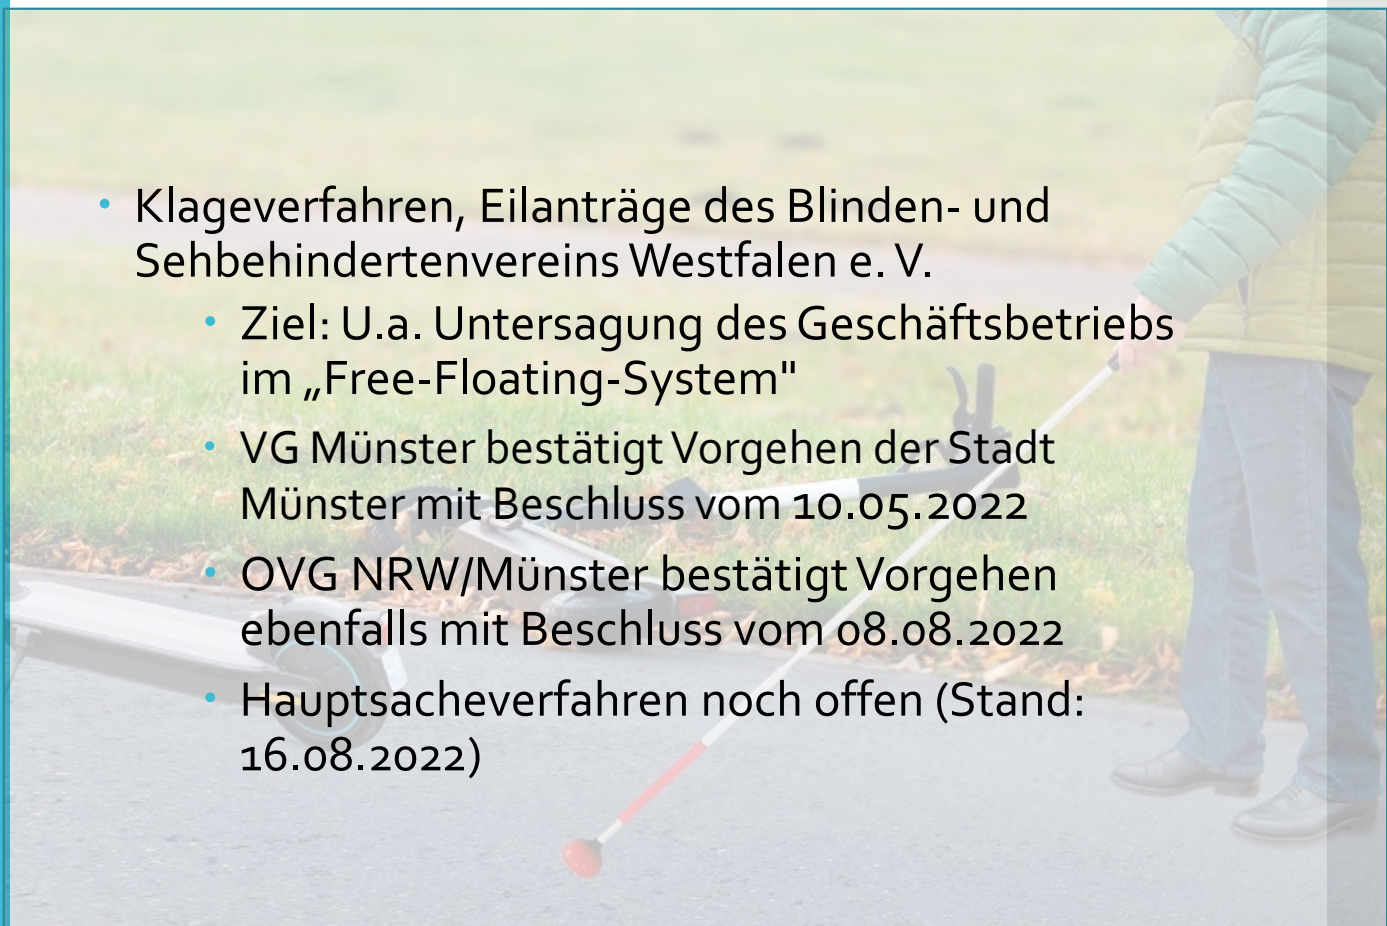 • Klageverfahren, Eilanträge des Blinden- und
Sehbehindertenvereins Westfalen e. V.
• Ziel: U.a. Untersagung des Geschäftsbetriebs
im „Free-Floating-System"
• VG Münster bestätigt Vorgehen der Stadt
Münster mit Beschluss vom 10.05.2022
• OVG NRW/Münster bestätigt Vorgehen
ebenfalls mit Beschluss vom 08.08.2022
• Hauptsacheverfahren noch offen (Stand:
16.08.2022)